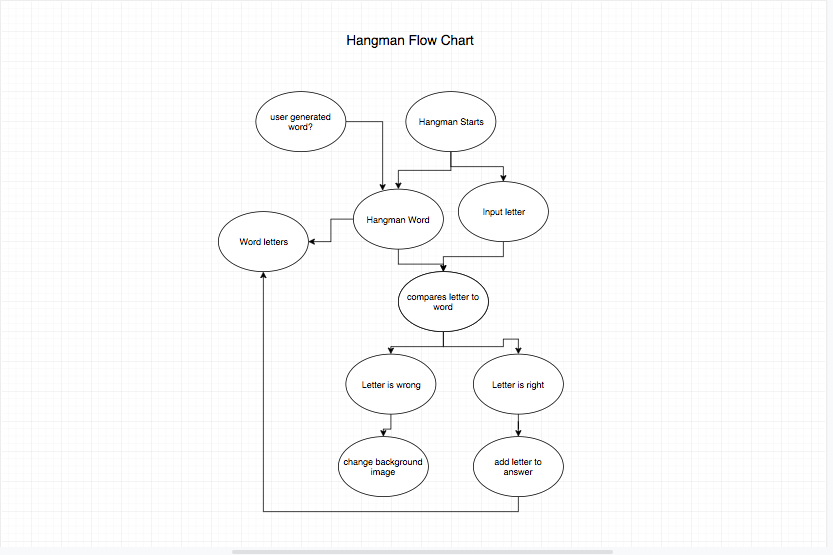 Hangman Flow Chart
user generated
word?
Hangman Starts
Hangman Word
Input letter
Word letters
compares letter to
word
Letter is wrong
Letter is right
change background
image
add letter to
answer